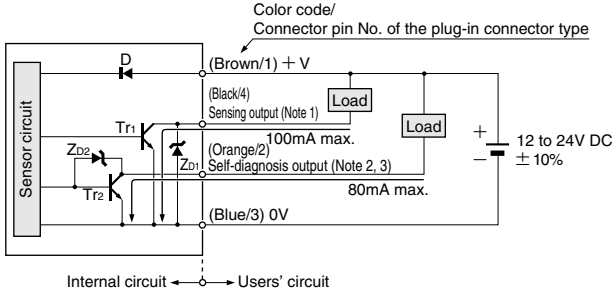 Color code/
Connector pin No. of the plug-in connector type
D
(Brown/1) + V
(Black/4)
Sensing output (Note 1)
Load
Load
Tr1
100mA max.
+
12 to 24V DC
− ± 10%
Sensor circuit
ZD2
ZD1
(Orange/2)
Self-diagnosis output (Note 2, 3)
Tr2
80mA max.
(Blue/3) 0V
Internal circuit
Users' circuit